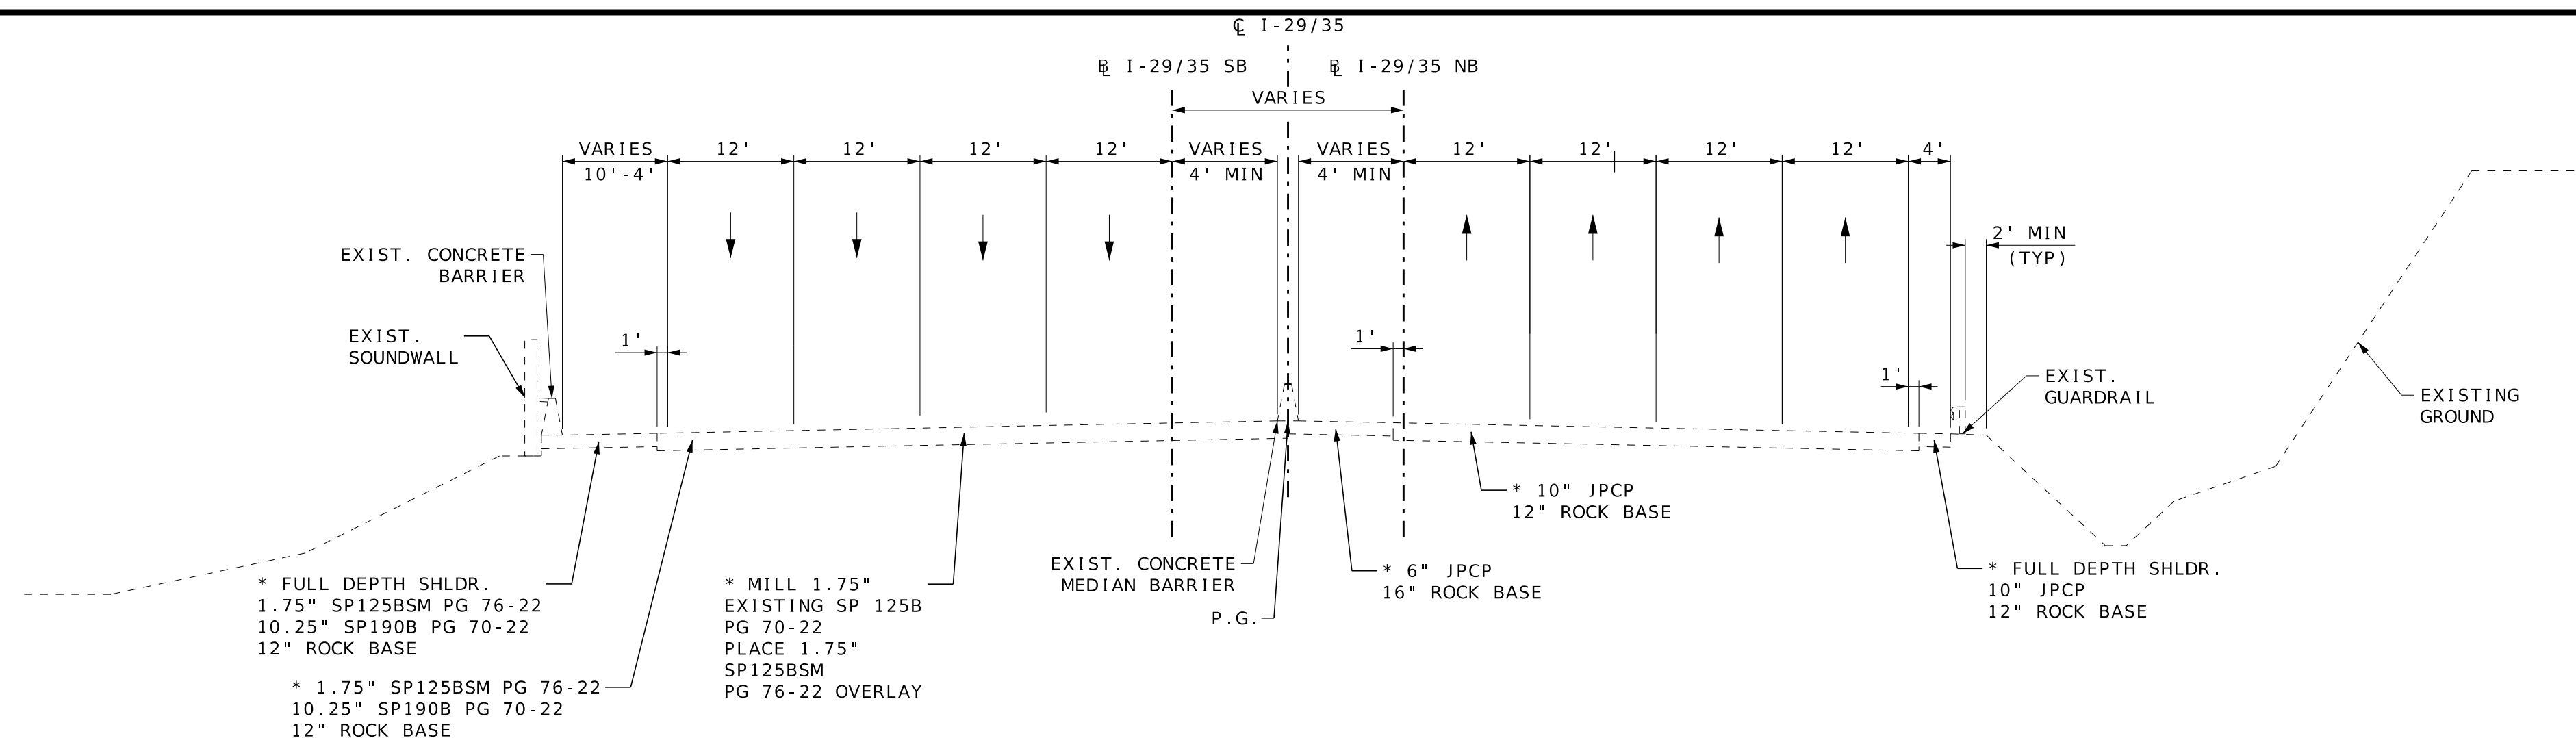 ℄ I-29/35
BL I-29/35 SB
BL I-29/35 NB
VARIES
VARIES
10'-4'
12'
12'
12'
12'
VARIES
4' MIN
VARIES
4' MIN
12'
12'
12'
12'
4'
2' MIN
(TYP)
EXIST. CONCRETE
BARRIER
EXIST.
SOUNDWALL
1'
1'
1'
EXIST.
GUARDRAIL
EXISTING
GROUND
* FULL DEPTH SHLDR.
1.75" SP125BSM PG 76-22
10.25" SP190B PG 70-22
12" ROCK BASE
* 1.75" SP125BSM PG 76-22
10.25" SP190B PG 70-22
12" ROCK BASE
* MILL 1.75"
EXISTING SP 125B
PG 70-22
PLACE 1.75"
SP125BSM
PG 76-22 OVERLAY
EXIST. CONCRETE
MEDIAN BARRIER
P.G.
* 6" JPCP
16" ROCK BASE
* 10" JPCP
12" ROCK BASE
* FULL DEPTH SHLDR.
10" JPCP
12" ROCK BASE